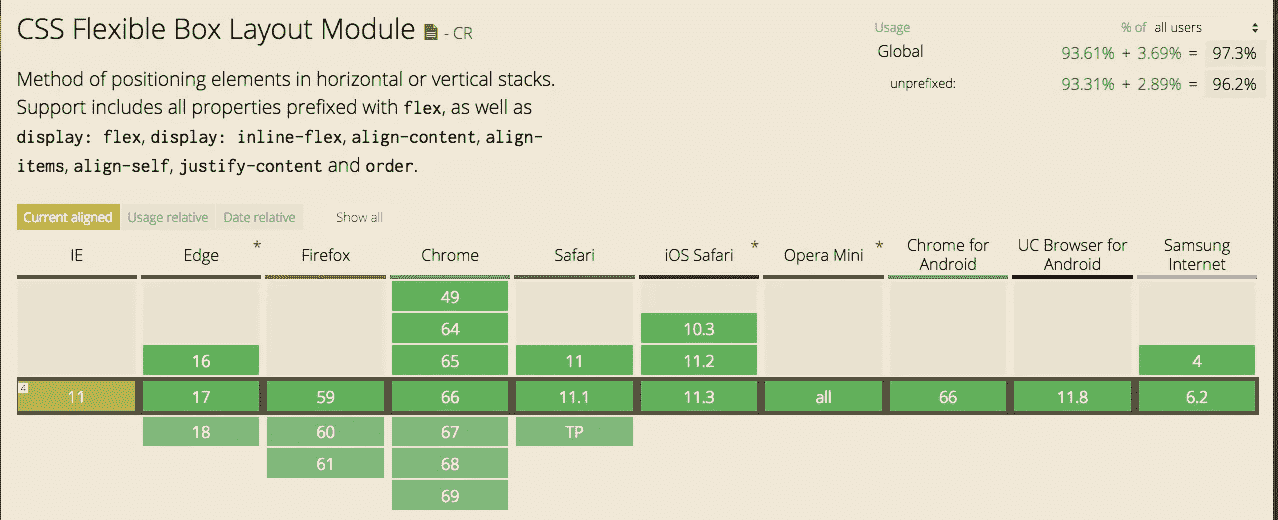 CSS Flexible Box Layout Module - CR
Usage % of all users
Global 93.61% + 3.69% = 97.3%
unprefixed: 93.31% + 2.89% = 96.2%
Method of positioning elements in horizontal or vertical stacks.
Support includes all properties prefixed with flex, as well as
display: flex, display: inline-flex, align-content, align-
items, align-self, justify-content and order.
Current aligned Usage relative Date relative Show all
IE Edge * Firefox Chrome Safari iOS Safari * Opera Mini * Chrome for Android UC Browser for Android Samsung Internet
49
64 10.3
16 65 11 11.2 4
4 11 17 59 66 11.1 11.3 all 66 11.8 6.2
18 60 67 TP
61 68
69